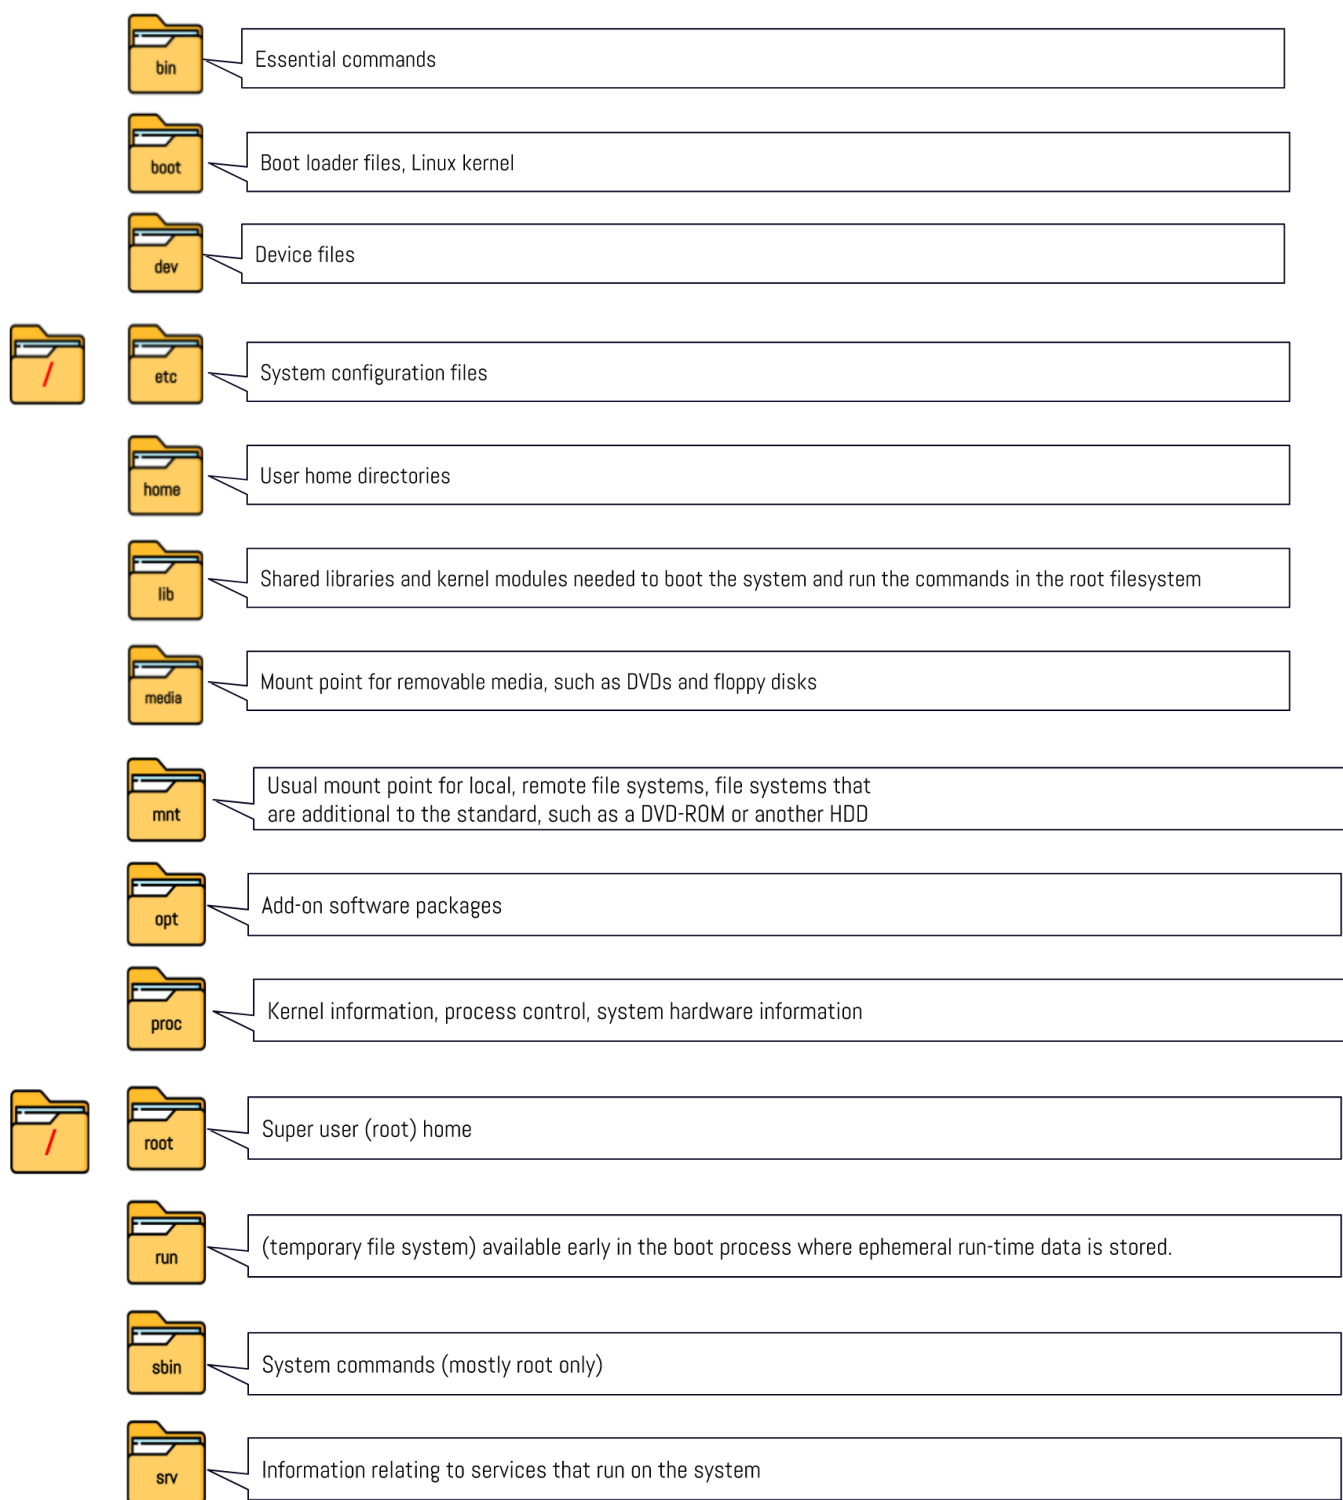 bin
Essential commands
boot
Boot loader files, Linux kernel
dev
Device files
/
etc
System configuration files
home
User home directories
lib
Shared libraries and kernel modules needed to boot the system and run the commands in the root filesystem
media
Mount point for removable media, such as DVDs and floppy disks
mnt
Usual mount point for local, remote file systems, file systems that
are additional to the standard, such as a DVD-ROM or another HDD
opt
Add-on software packages
proc
Kernel information, process control, system hardware information
/
root
Super user (root) home
run
(temporary file system) available early in the boot process where ephemeral run-time data is stored.
sbin
System commands (mostly root only)
srv
Information relating to services that run on the system